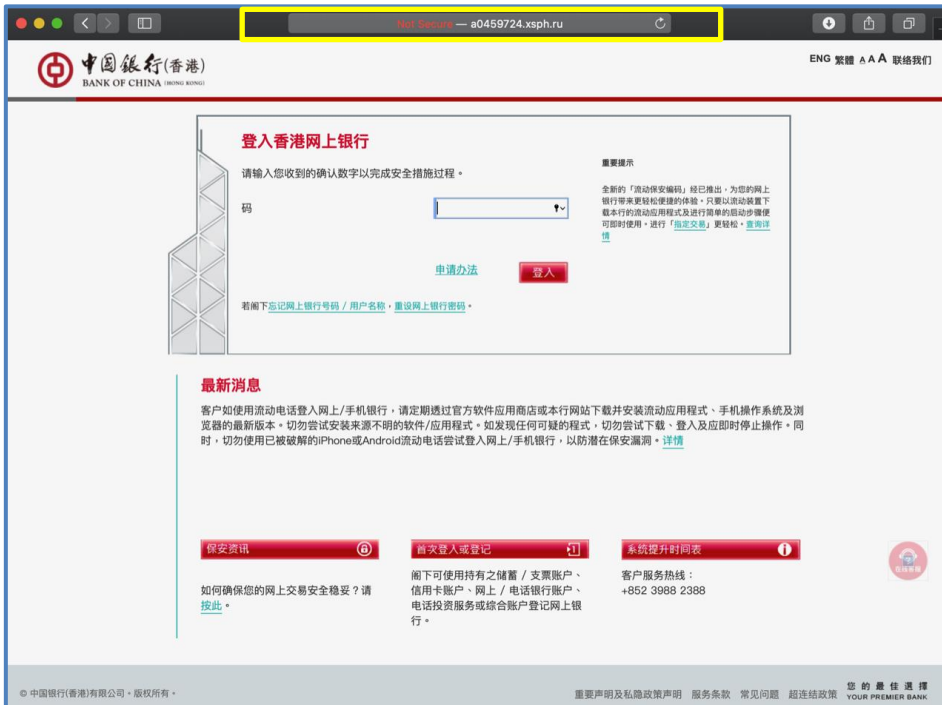 Not Secure — a0459724.xsph.ru
中國銀行(香港)
BANK OF CHINA (HONG KONG)
ENG 繁體 A A A 联络我们
登入香港网上银行
请输入您收到的确认数字以完成安全措施过程。
码
申请办法
登入
若阁下忘记网上银行号码 / 用户名称，重设网上银行密码。
重要提示
全新的「流动保安编码」经已推出，为您的网上
银行带来更轻松便捷的体验。只要以流动装置下
载本行的流动应用程式及进行简单的启动步骤便
可即时使用。进行「指定交易」更轻松。查询详
情
最新消息
客户如使用流动电话登入网上/手机银行，请定期透过官方软件应用商店或本行网站下载并安装流动应用程式、手机操作系统及浏
览器的最新版本。切勿尝试安装来源不明的软件/应用程式。如发现任何可疑的程式，切勿尝试下载、登入及应即时停止操作。同
时，切勿使用已被破解的iPhone或Android流动电话尝试登入网上/手机银行，以防潜在保安漏洞。详情
保安资讯
如何确保您的网上交易安全稳妥？请
按此。
首次登入或登记
阁下可使用持有之储蓄 / 支票账户、
信用卡账户、网上 / 电话银行账户、
电话投资服务或综合账户登记网上银
行。
系统提升时间表
客户服务热线：
+852 3988 2388
在线客服
© 中国银行(香港)有限公司。版权所有。
重要声明及私隐政策声明 服务条款 常见问题 超连结政策
您的最佳選擇
YOUR PREMIER BANK